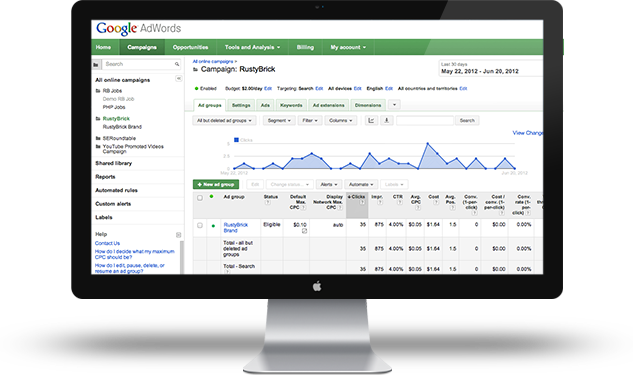 Google AdWords
Home Campaigns Opportunities Tools and Analysis Billing My account
Search
All online campaigns
RB Jobs
Demo RB Job
PHP Jobs
RustyBrick
RustyBrick Brand
SERoundtable
YouTube Promoted Videos
Campaign
Shared library
Reports
Automated rules
Custom alerts
Labels
Help
Contact Us
How do I decide what my maximum
CPC should be?
How do I edit, pause, delete, or
resume an ad group?
All online campaigns >
Campaign: RustyBrick
Last 30 days
May 22, 2012 - Jun 20, 2012
Enabled Budget: $2.00/day Edit Targeting: Search Edit All devices Edit English Edit All countries and territories Edit
Ad groups Settings Ads Keywords Ad extensions Dimensions
All but deleted ad groups Segment Filter Columns Search
View Change
Clicks
5
0
May 22, 2012 Jun 20, 2012
+ New ad group Edit Change status... Alerts Automate Labels
Ad group Status Default Max. CPC ? Display Network Max. CPC ? Clicks ? Impr. ? CTR ? Avg. CPC ? Cost ? Avg. Pos. ? Conv. (1-per-click) ? Cost / conv. (1-per-click) ? Conv. rate (1-per-click) ?
RustyBrick Brand Eligible $0.10 auto 35 875 4.00% $0.05 $1.64 1.5 0 $0.00 0.00%
Total - all but deleted ad groups 35 875 4.00% $0.05 $1.64 1.5 0 $0.00 0.00%
Total - Search ? 35 875 4.00% $0.05 $1.64 1.5 0 $0.00 0.00%